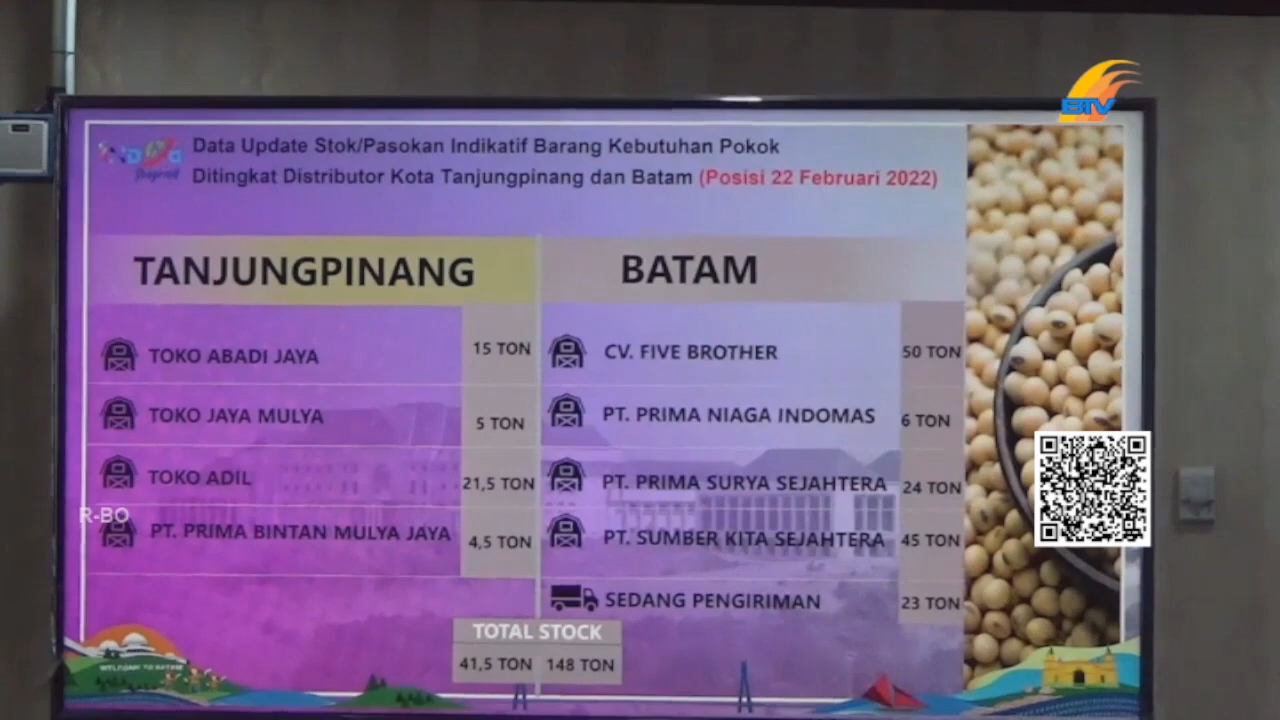 BTV
Data Update Stok/Pasokan Indikatif Barang Kebutuhan Pokok
Ditingkat Distributor Kota Tanjungpinang dan Batam (Posisi 22 Februari 2022)
TANJUNGPINANG
TOKO ABADI JAYA 15 TON
TOKO JAYA MULYA 5 TON
TOKO ADIL 21,5 TON
PT. PRIMA BINTAN MULYA JAYA 4,5 TON
BATAM
CV. FIVE BROTHER 50 TON
PT. PRIMA NIAGA INDOMAS 6 TON
PT. PRIMA SURYA SEJAHTERA 24 TON
PT. SUMBER KITA SEJAHTERA 45 TON
SEDANG PENGIRIMAN 23 TON
TOTAL STOCK
41,5 TON 148 TON
R-BO
WELCOME TO BATAM